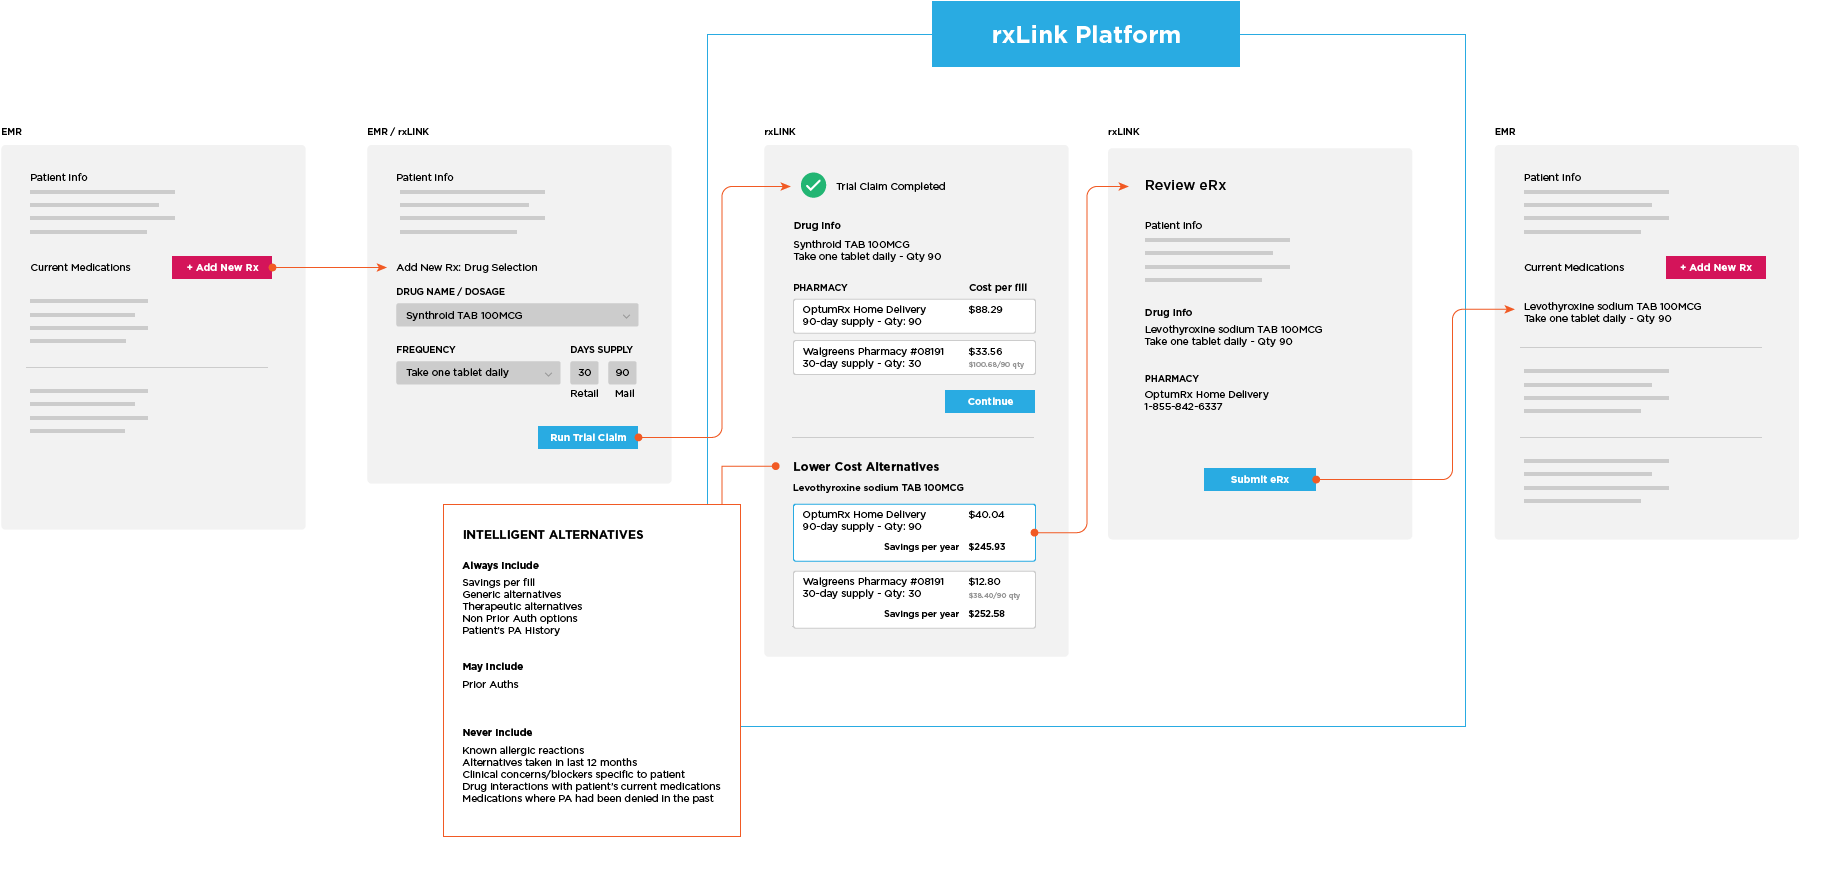 rxLink Platform
EMR
Patient Info
Current Medications
+ Add New Rx
EMR / rxLINK
Patient Info
Add New Rx: Drug Selection
DRUG NAME / DOSAGE
Synthroid TAB 100MCG
FREQUENCY
DAYS SUPPLY
Take one tablet daily
30
90
Retail
Mail
Run Trial Claim
INTELLIGENT ALTERNATIVES
Always Include
Savings per fill
Generic alternatives
Therapeutic alternatives
Non Prior Auth options
Patient's PA History
May Include
Prior Auths
Never Include
Known allergic reactions
Alternatives taken in last 12 months
Clinical concerns/blockers specific to patient
Drug interactions with patient's current medications
Medications where PA had been denied in the past
rxLINK
Trial Claim Completed
Drug Info
Synthroid TAB 100MCG
Take one tablet daily - Qty 90
PHARMACY
Cost per fill
OptumRx Home Delivery
$88.29
90-day supply - Qty: 90
Walgreens Pharmacy #08191
$33.56
30-day supply - Qty: 30
$100.68/90 qty
Continue
Lower Cost Alternatives
Levothyroxine sodium TAB 100MCG
OptumRx Home Delivery
$40.04
90-day supply - Qty: 90
Savings per year
$245.93
Walgreens Pharmacy #08191
$12.80
30-day supply - Qty: 30
$38.40/90 qty
Savings per year
$252.58
rxLINK
Review eRx
Patient Info
Drug Info
Levothyroxine sodium TAB 100MCG
Take one tablet daily - Qty 90
PHARMACY
OptumRx Home Delivery
1-855-842-6337
Submit eRx
EMR
Patient Info
Current Medications
+ Add New Rx
Levothyroxine sodium TAB 100MCG
Take one tablet daily - Qty 90